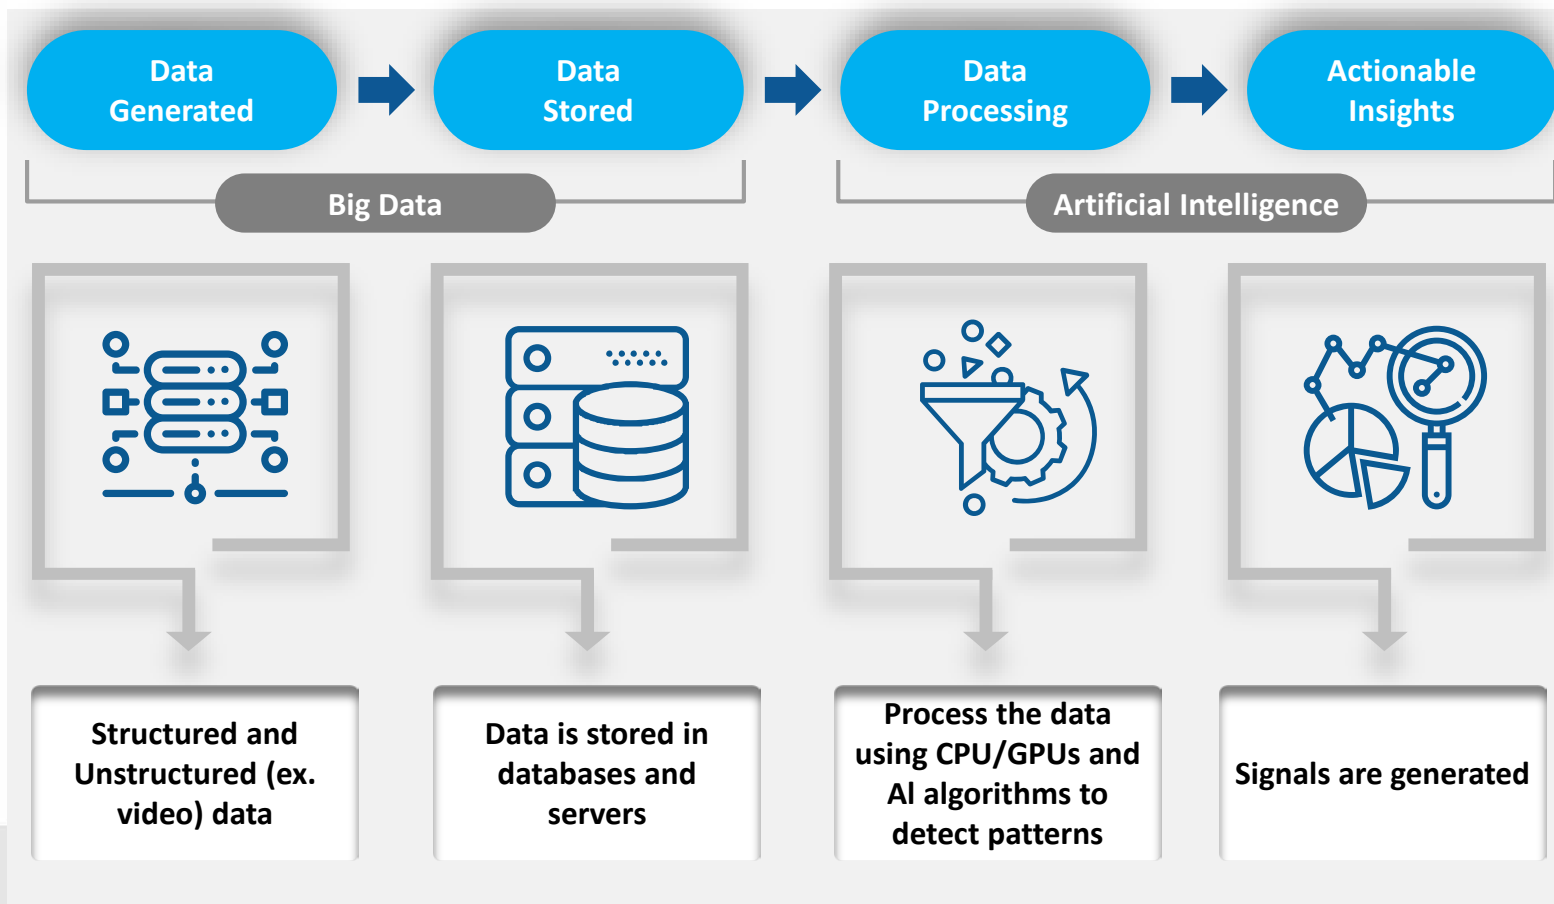 Data
Generated
Data
Stored
Data
Processing
Actionable
Insights
Big Data
Artificial Intelligence
Structured and
Unstructured (ex.
video) data
Data is stored in
databases and
servers
Process the data
using CPU/GPUs and
Al algorithms to
detect patterns
Signals are generated